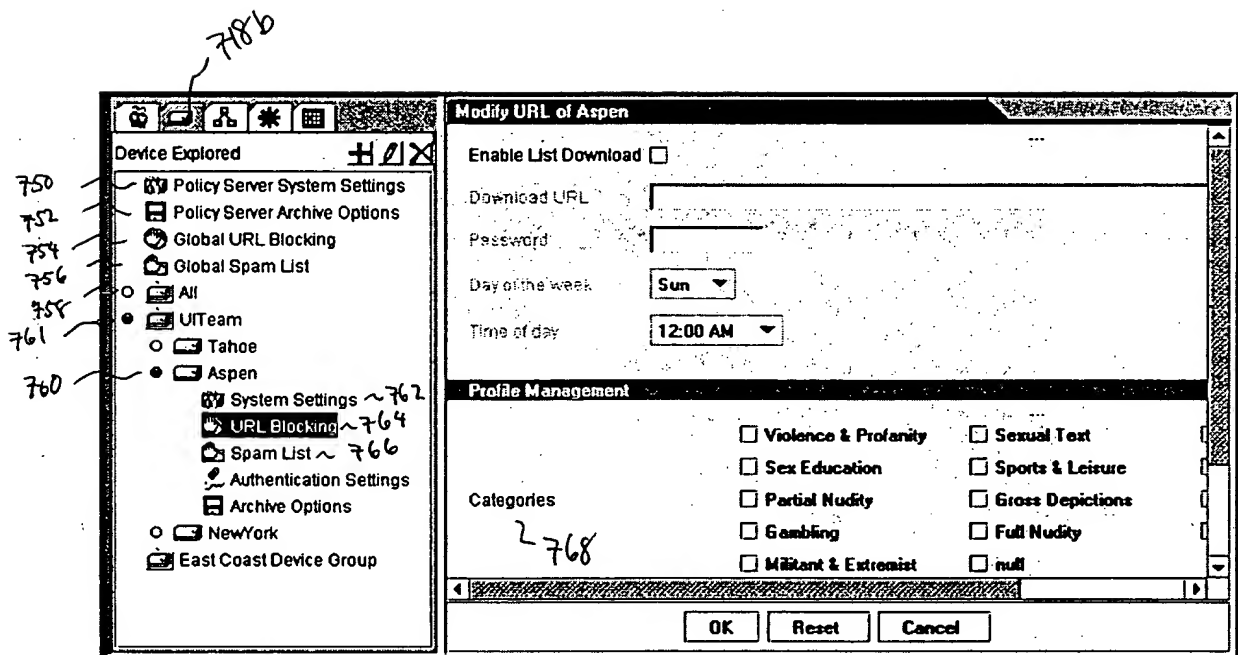 718b
Device Explored
750 Policy Server System Settings
752 Policy Server Archive Options
754 Global URL Blocking
756 Global Spam List
758 All
761 UITeam
Tahoe
760 Aspen
System Settings ~762
URL Blocking ~764
Spam List ~ 766
Authentication Settings
Archive Options
NewYork
East Coast Device Group
Modify URL of Aspen
Enable List Download
Download URL
Password
Day of the week Sun
Time of day 12:00 AM
Profile Management
Violence & Profanity Sexual Text
Sex Education Sports & Leisure
Categories Partial Nudity Gross Depictions
768 Gambling Full Nudity
Militant & Extremist null
OK Reset Cancel